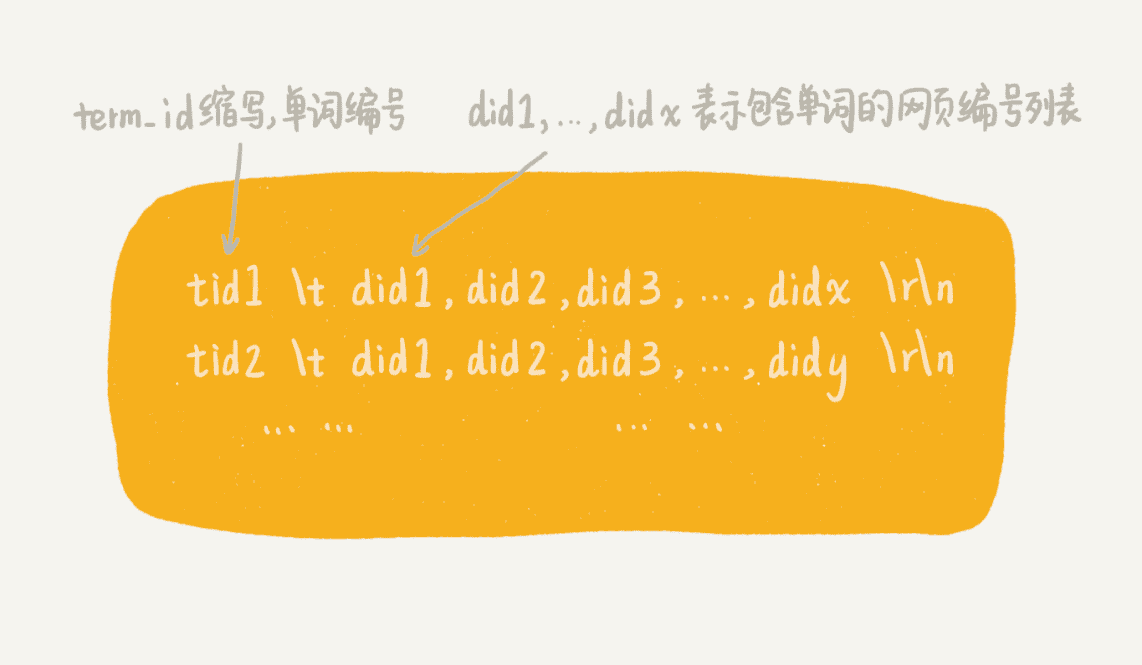 term_id缩写,单词编号
did1,...,didx 表示包含单词的网页编号列表
tid1 \t did1,did2,did3,...,didx \r\n
tid2 \t did1,did2,did3,...,didy \r\n
... ... ... ...